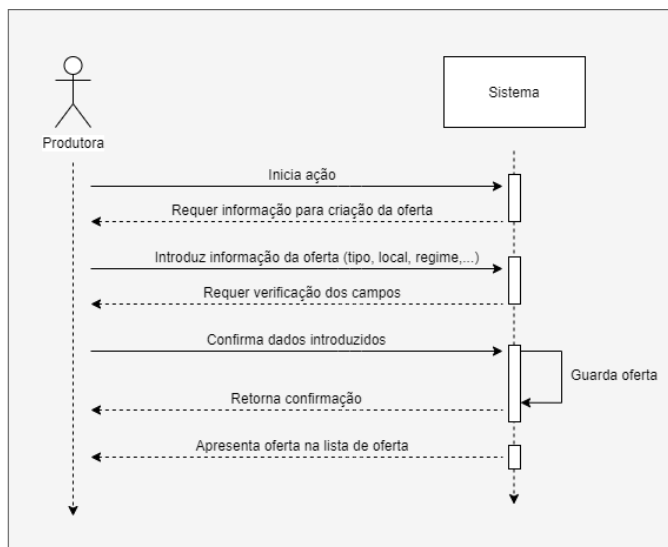 Sistema
Produtora
Inicia ação
Requer informação para criação da oferta
Introduz informação da oferta (tipo, local, regime,...)
Requer verificação dos campos
Confirma dados introduzidos
Guarda oferta
Retorna confirmação
Apresenta oferta na lista de oferta